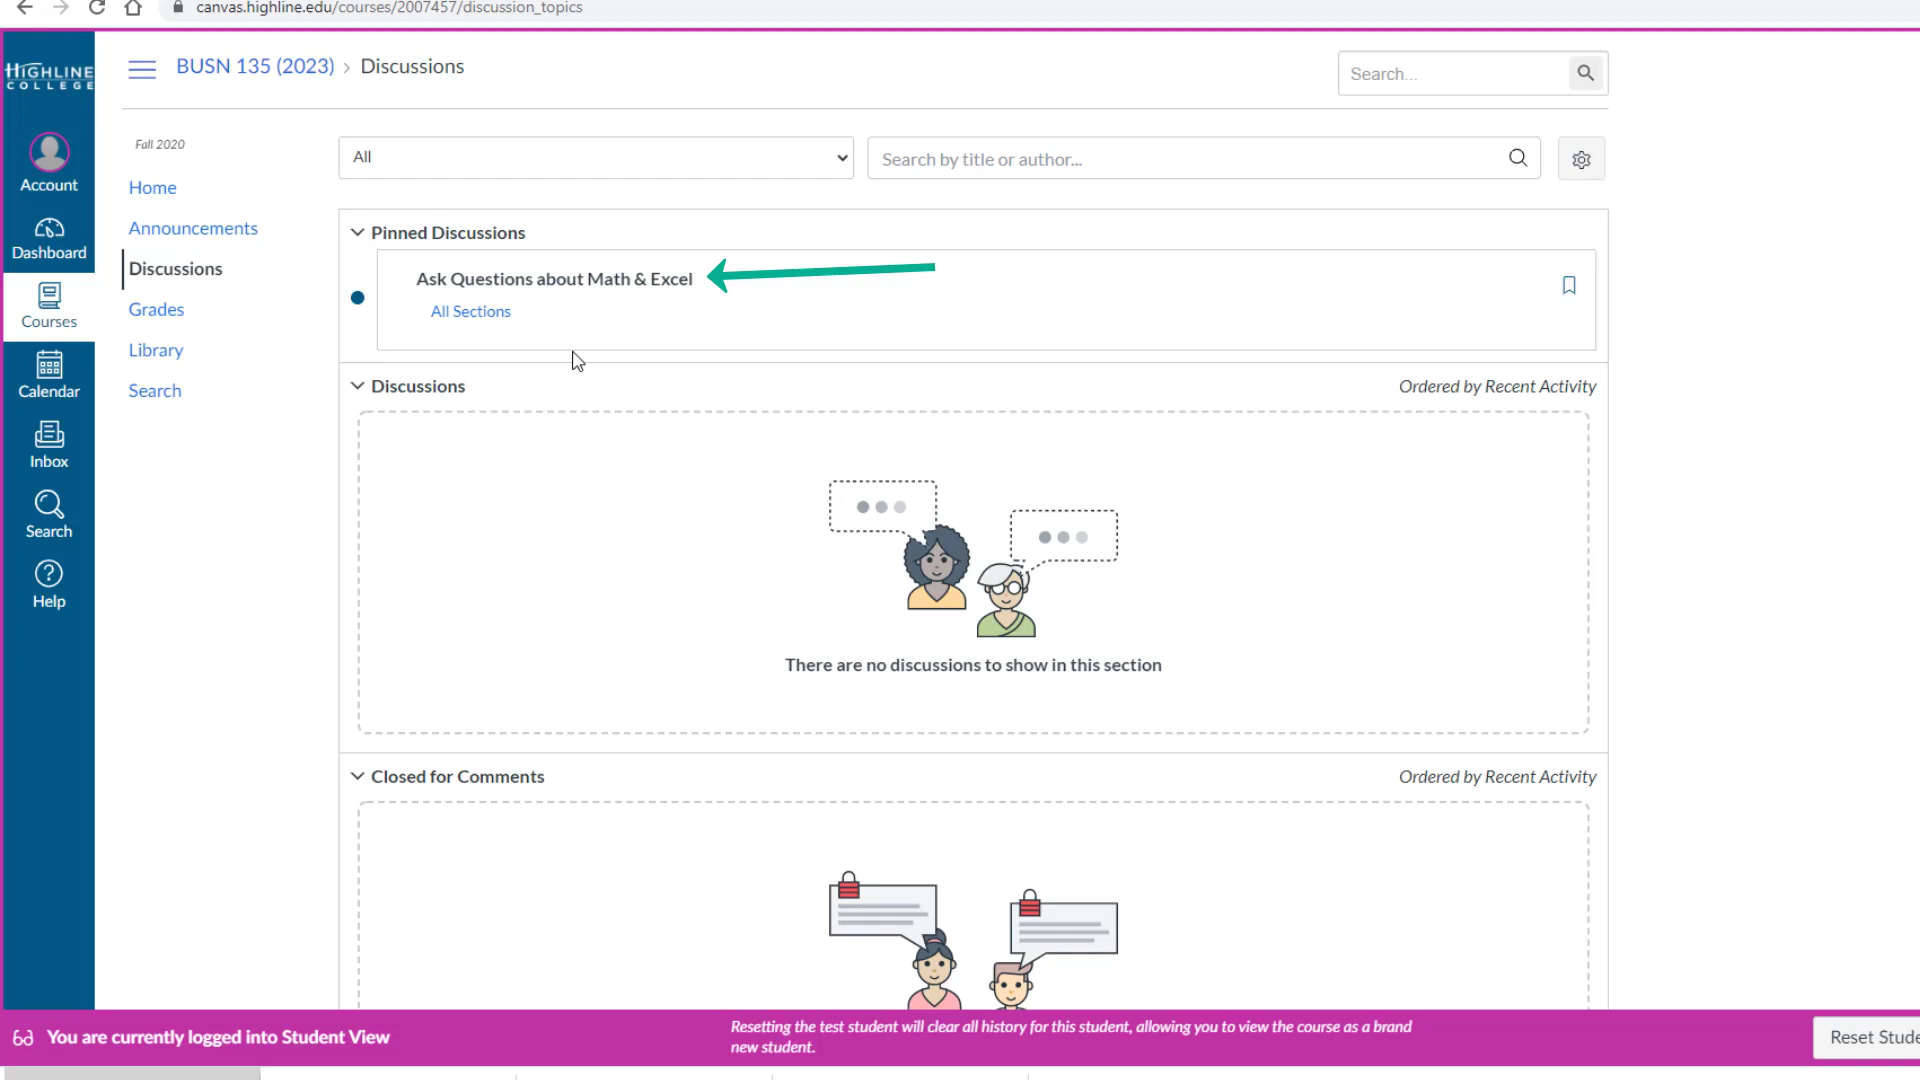 canvas.highline.edu/courses/2007457/discussion_topics
HIGHLINE
COLLEGE
BUSN 135 (2023) › Discussions
Search...
Fall 2020
Home
Announcements
Discussions
Grades
Library
Search
Account
Dashboard
Courses
Calendar
Inbox
Search
Help
All
Search by title or author...
Pinned Discussions
Ask Questions about Math & Excel
All Sections
Discussions
Ordered by Recent Activity
There are no discussions to show in this section
Closed for Comments
Ordered by Recent Activity
You are currently logged into Student View
Resetting the test student will clear all history for this student, allowing you to view the course as a brand
new student.
Reset Stude